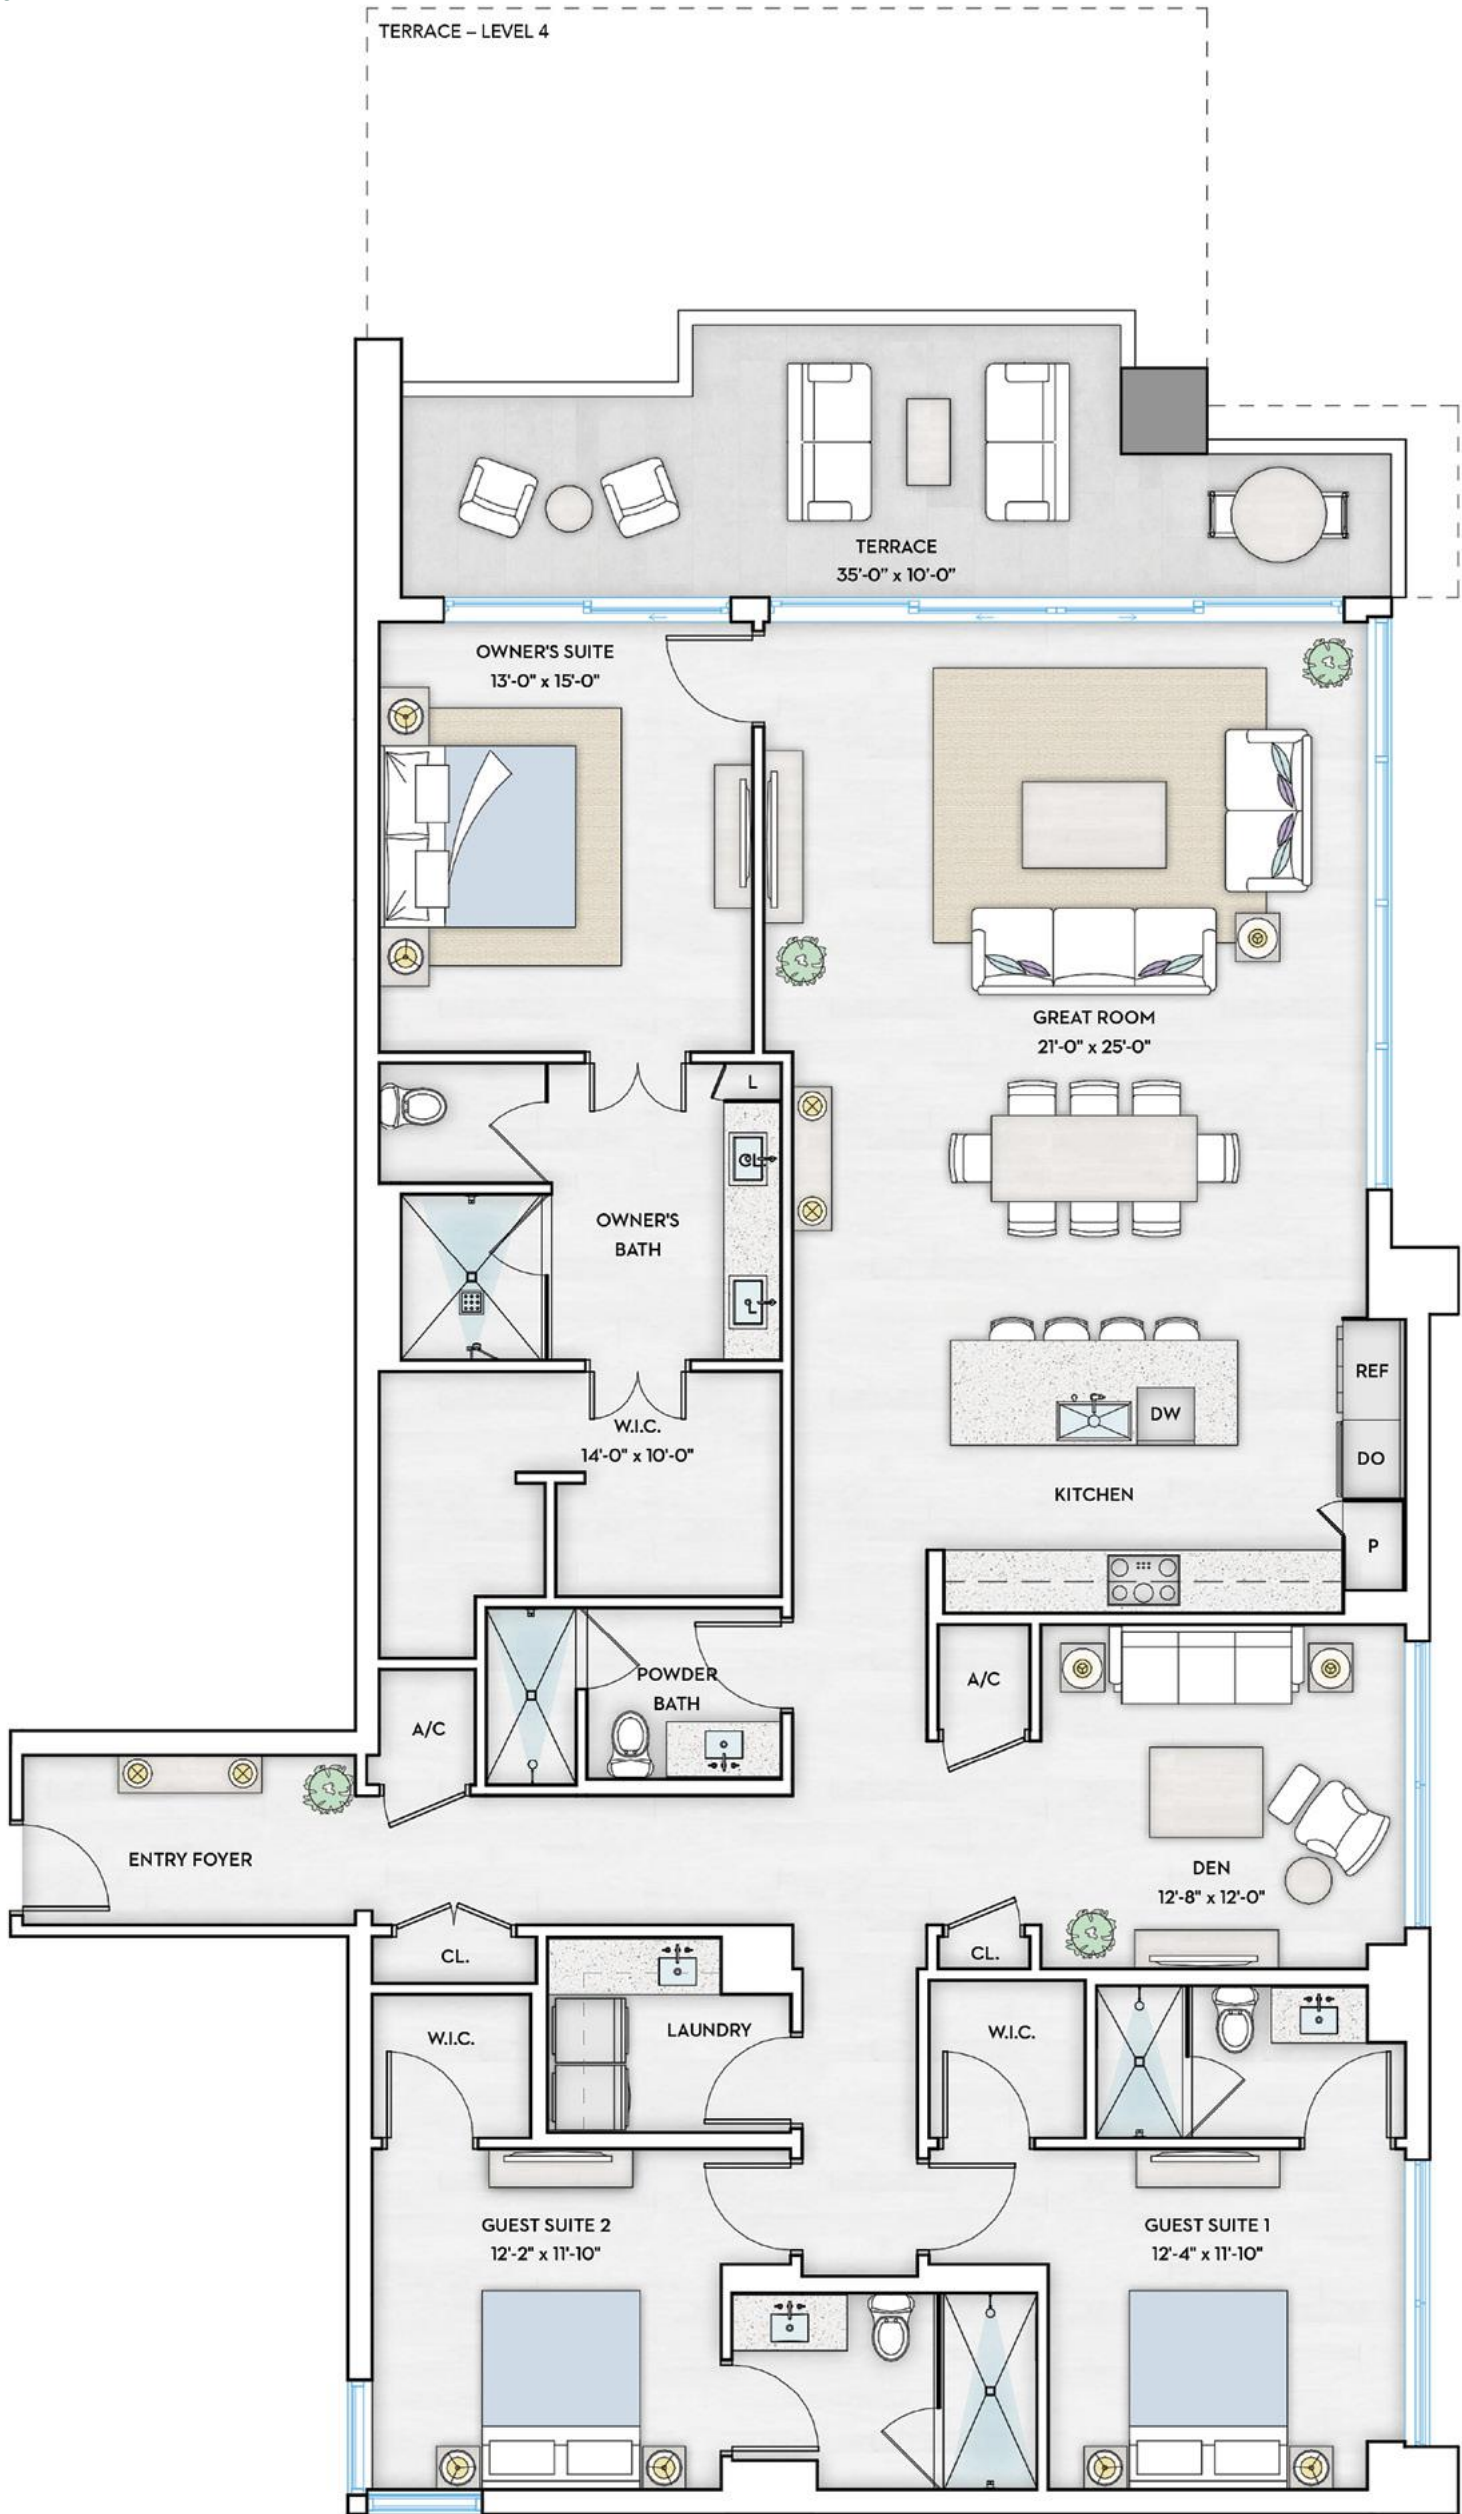 TERRACE – LEVEL 4
TERRACE
35'-0" x 10'-0"
OWNER'S SUITE
13'-0" x 15'-0"
GREAT ROOM
21'-0" x 25'-0"
L
CL.
OWNER'S
BATH
L
REF
DW
W.I.C.
14'-0" x 10'-0"
DO
KITCHEN
P
POWDER
BATH
A/C
A/C
ENTRY FOYER
DEN
12'-8" x 12'-0"
CL.
CL.
W.I.C.
LAUNDRY
W.I.C.
GUEST SUITE 2
12'-2" x 11'-10"
GUEST SUITE 1
12'-4" x 11'-10"